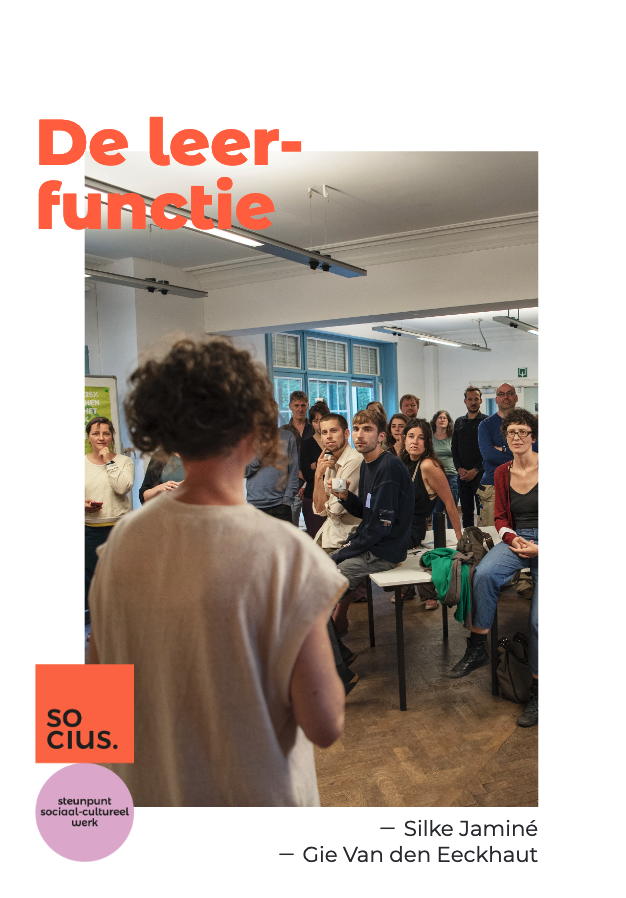 De leer-
functie
so
cius.
steunpunt
sociaal-cultureel
werk
— Silke Jaminé
— Gie Van den Eeckhaut